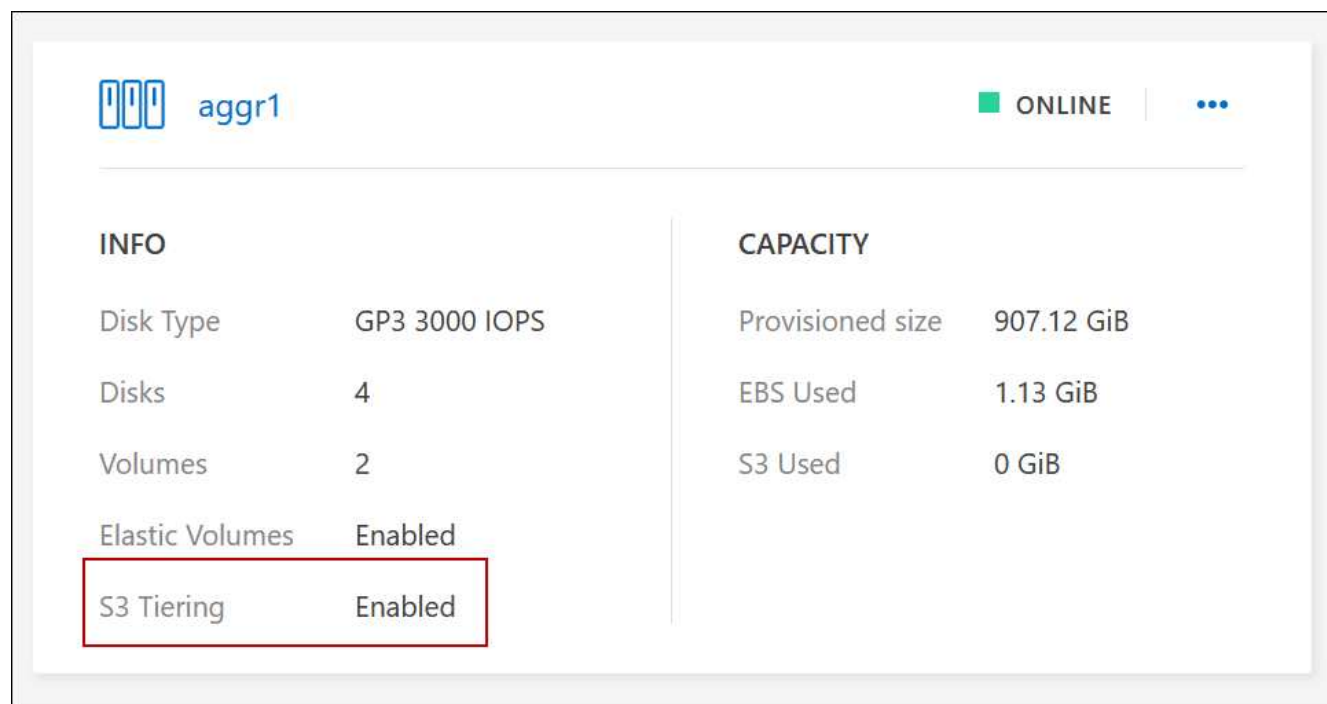 aggr1
ONLINE
INFO
Disk Type GP3 3000 IOPS
Disks 4
Volumes 2
Elastic Volumes Enabled
S3 Tiering Enabled
CAPACITY
Provisioned size 907.12 GiB
EBS Used 1.13 GiB
S3 Used 0 GiB